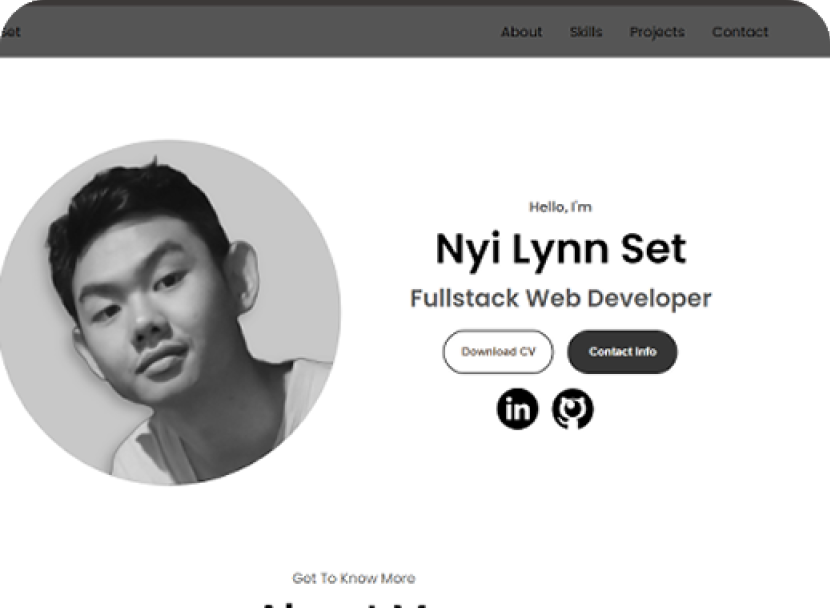 Set
About Skills Projects Contact
Hello, I'm
Nyi Lynn Set
Fullstack Web Developer
Download CV Contact Info
in
Get To Know More